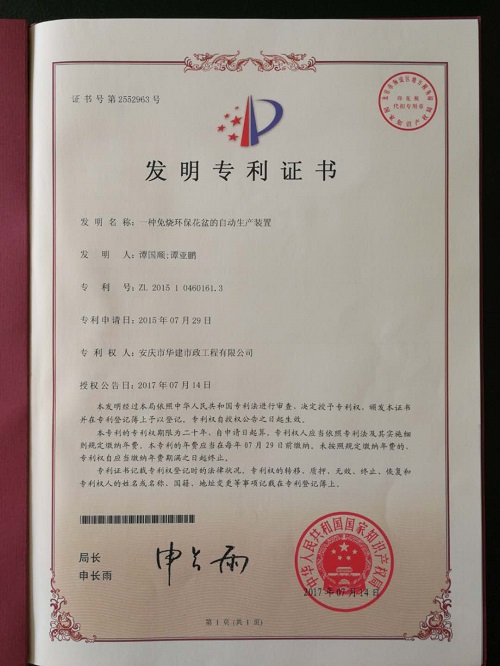 证书号第2552963号
发明专利证书
发明名称：一种免烧环保花盆的自动生产装置
发明人：谭国顺;谭亚鹏
专利号：ZL 2015 1 0460161.3
专利申请日：2015年07月29日
专利权人：安庆市华建市政工程有限公司
授权公告日：2017年07月14日
本发明经过本局依照中华人民共和国专利法进行审查，决定授予专利权，颁发本证书
并在专利登记簿上予以登记。专利权自授权公告之日起生效。
本专利的专利权期限为二十年，自申请日起算。专利权人应当依照专利法及其实施细
则规定缴纳年费。本专利的年费应当在每年07月29日前缴纳。未按照规定缴纳年费的，
专利权自应当缴纳年费期满之日起终止。
专利证书记载专利权登记时的法律状况。专利权的转移、质押、无效、终止、恢复和
专利权人的姓名或名称、国籍、地址变更等事项记载在专利登记簿上。
局长
申长雨
申长雨
中华人民共和国国家知识产权局
2017年07月14日
第1页(共1页)